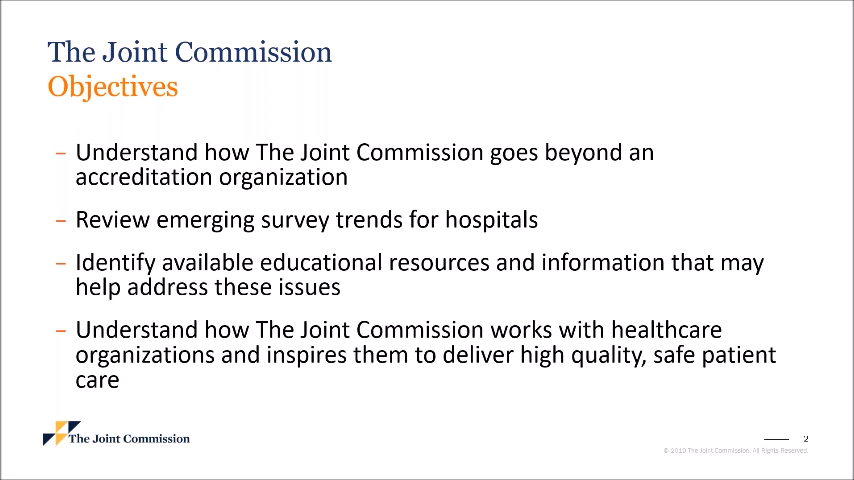 The Joint Commission
Objectives
– Understand how The Joint Commission goes beyond an
accreditation organization
– Review emerging survey trends for hospitals
– Identify available educational resources and information that may
help address these issues
– Understand how The Joint Commission works with healthcare
organizations and inspires them to deliver high quality, safe patient
care
The Joint Commission
2
© 2019 The Joint Commission, All Rights Reserved.